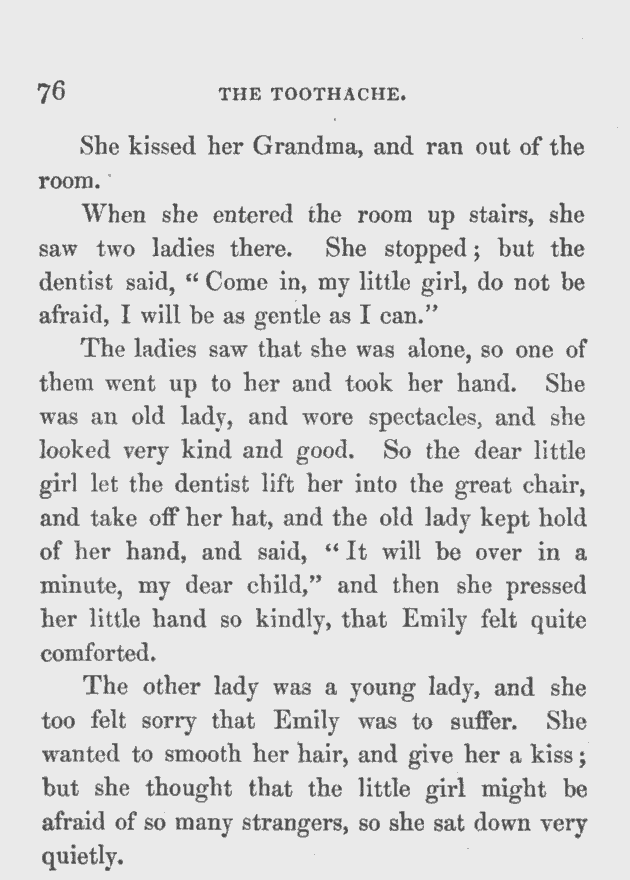 76 THE TOOTHACHE.
She kissed her Grandma, and ran out of the
room.
When she entered the room up stairs, she
saw two ladies there. She stopped; but the
dentist said, “Come in, my little girl, do not be
afraid, I will be as gentle as I can.”
The ladies saw that she was alone, so one of
them went up to her and took her hand. She
was an old lady, and wore spectacles, and she
looked very kind and good. So the dear little
girl let the dentist lift her into the great chair,
and take off her hat, and the old lady kept hold
of her hand, and said, “It will be over in a
minute, my dear child,” and then she pressed
her little hand so kindly, that Emily felt quite
comforted.
The other lady was a young lady, and she
too felt sorry that Emily was to suffer. She
wanted to smooth her hair, and give her a kiss;
but she thought that the little girl might be
afraid of so many strangers, so she sat down very
quietly.